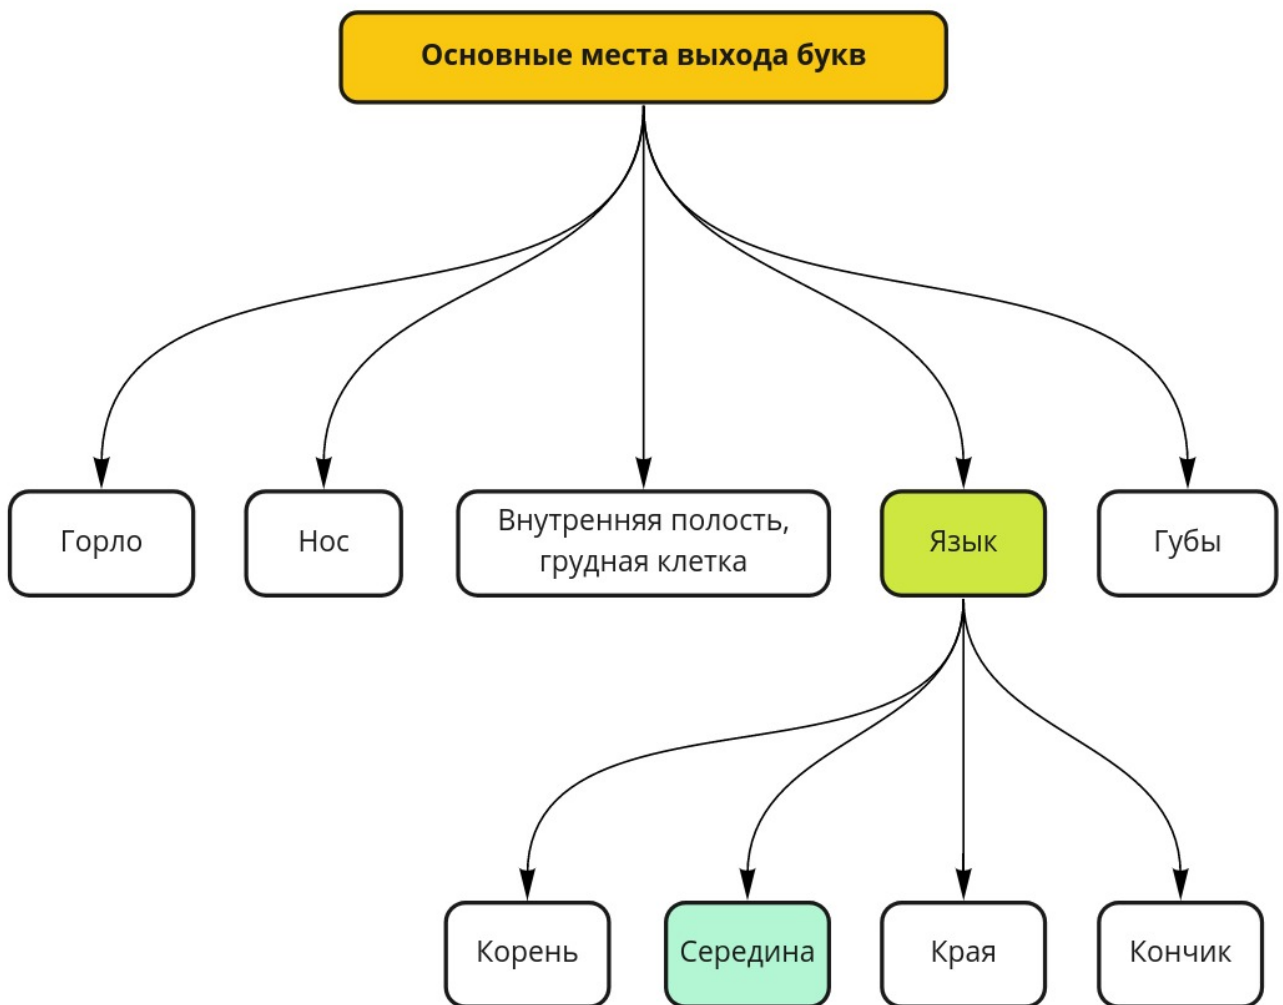 Основные места выхода букв
Горло
Нос
Внутренняя полость,
грудная клетка
Язык
Губы
Корень
Середина
Края
Кончик